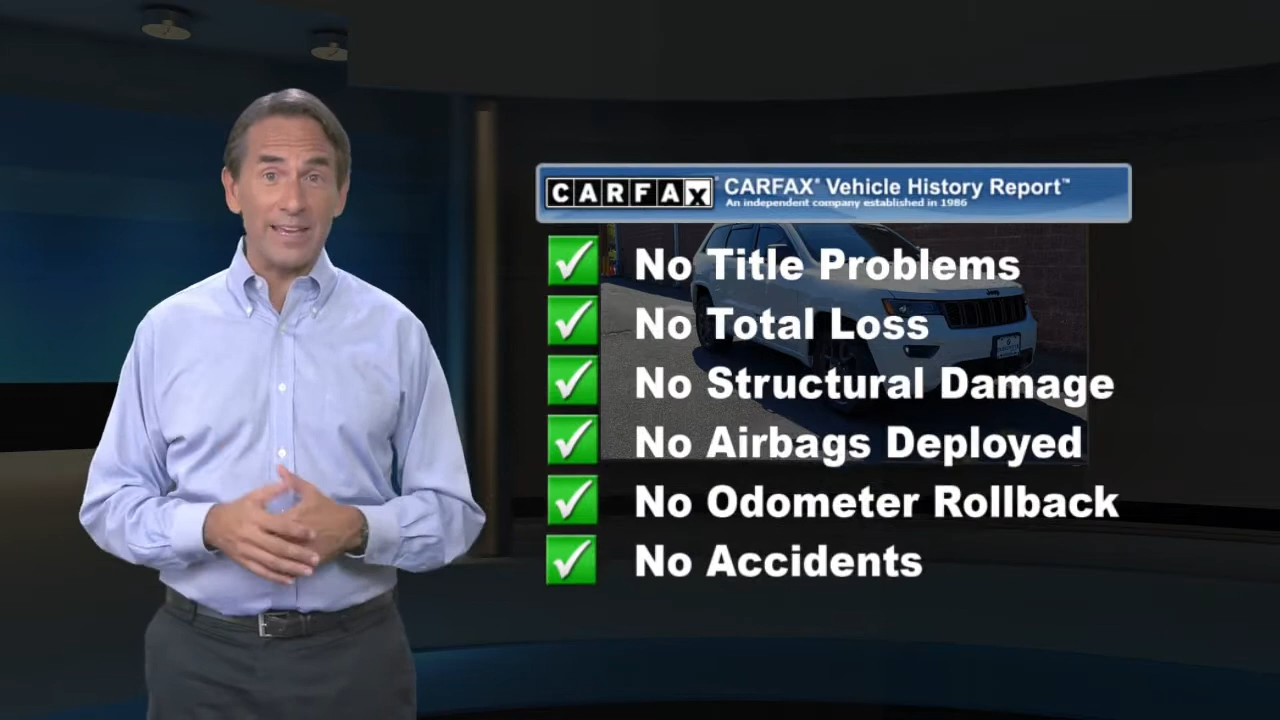 CARFAX CARFAX® Vehicle History Report™
An independent company established in 1986
No Title Problems
No Total Loss
No Structural Damage
No Airbags Deployed
No Odometer Rollback
No Accidents